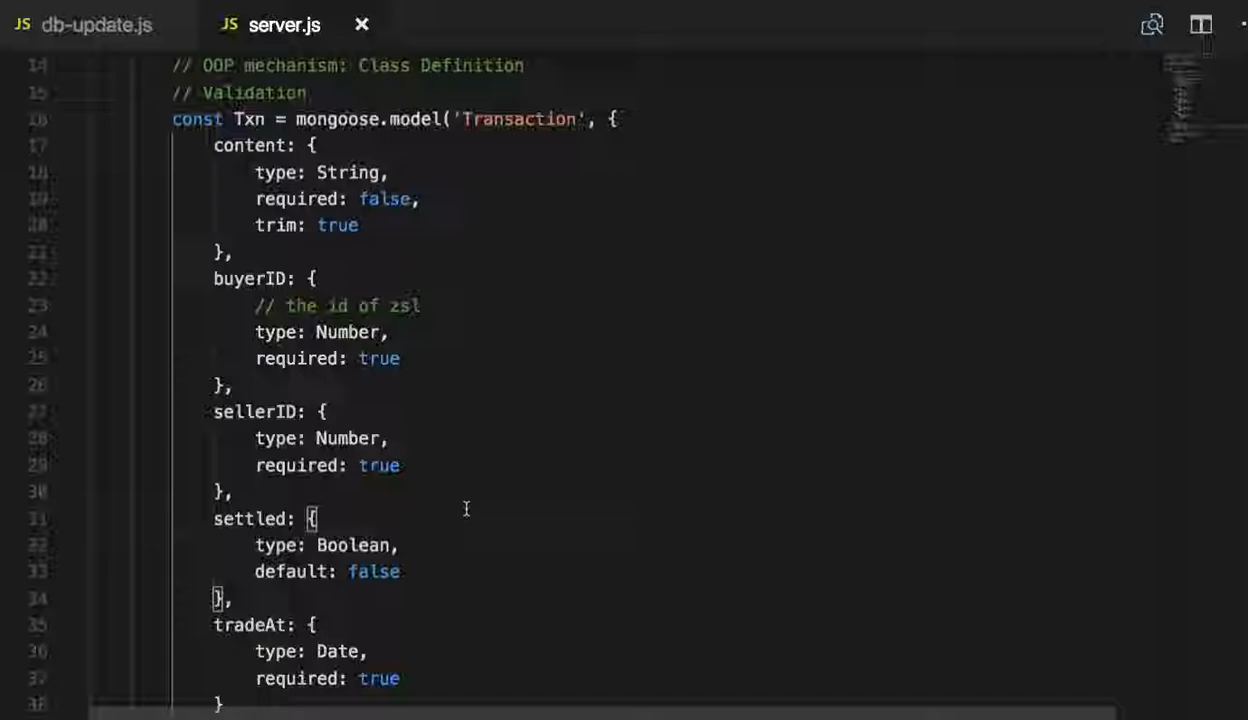 JS db-update.js JS server.js
14 // OOP mechanism: Class Definition
15 // Validation
16 const Txn = mongoose.model('Transaction', {
17 content: {
18 type: String,
19 required: false,
20 trim: true
21 },
22 buyerID: {
23 // the id of zsl
24 type: Number,
25 required: true
26 },
27 sellerID: {
28 type: Number,
29 required: true
30 },
31 settled: {
32 type: Boolean,
33 default: false
34 },
35 tradeAt: {
36 type: Date,
37 required: true
38 }